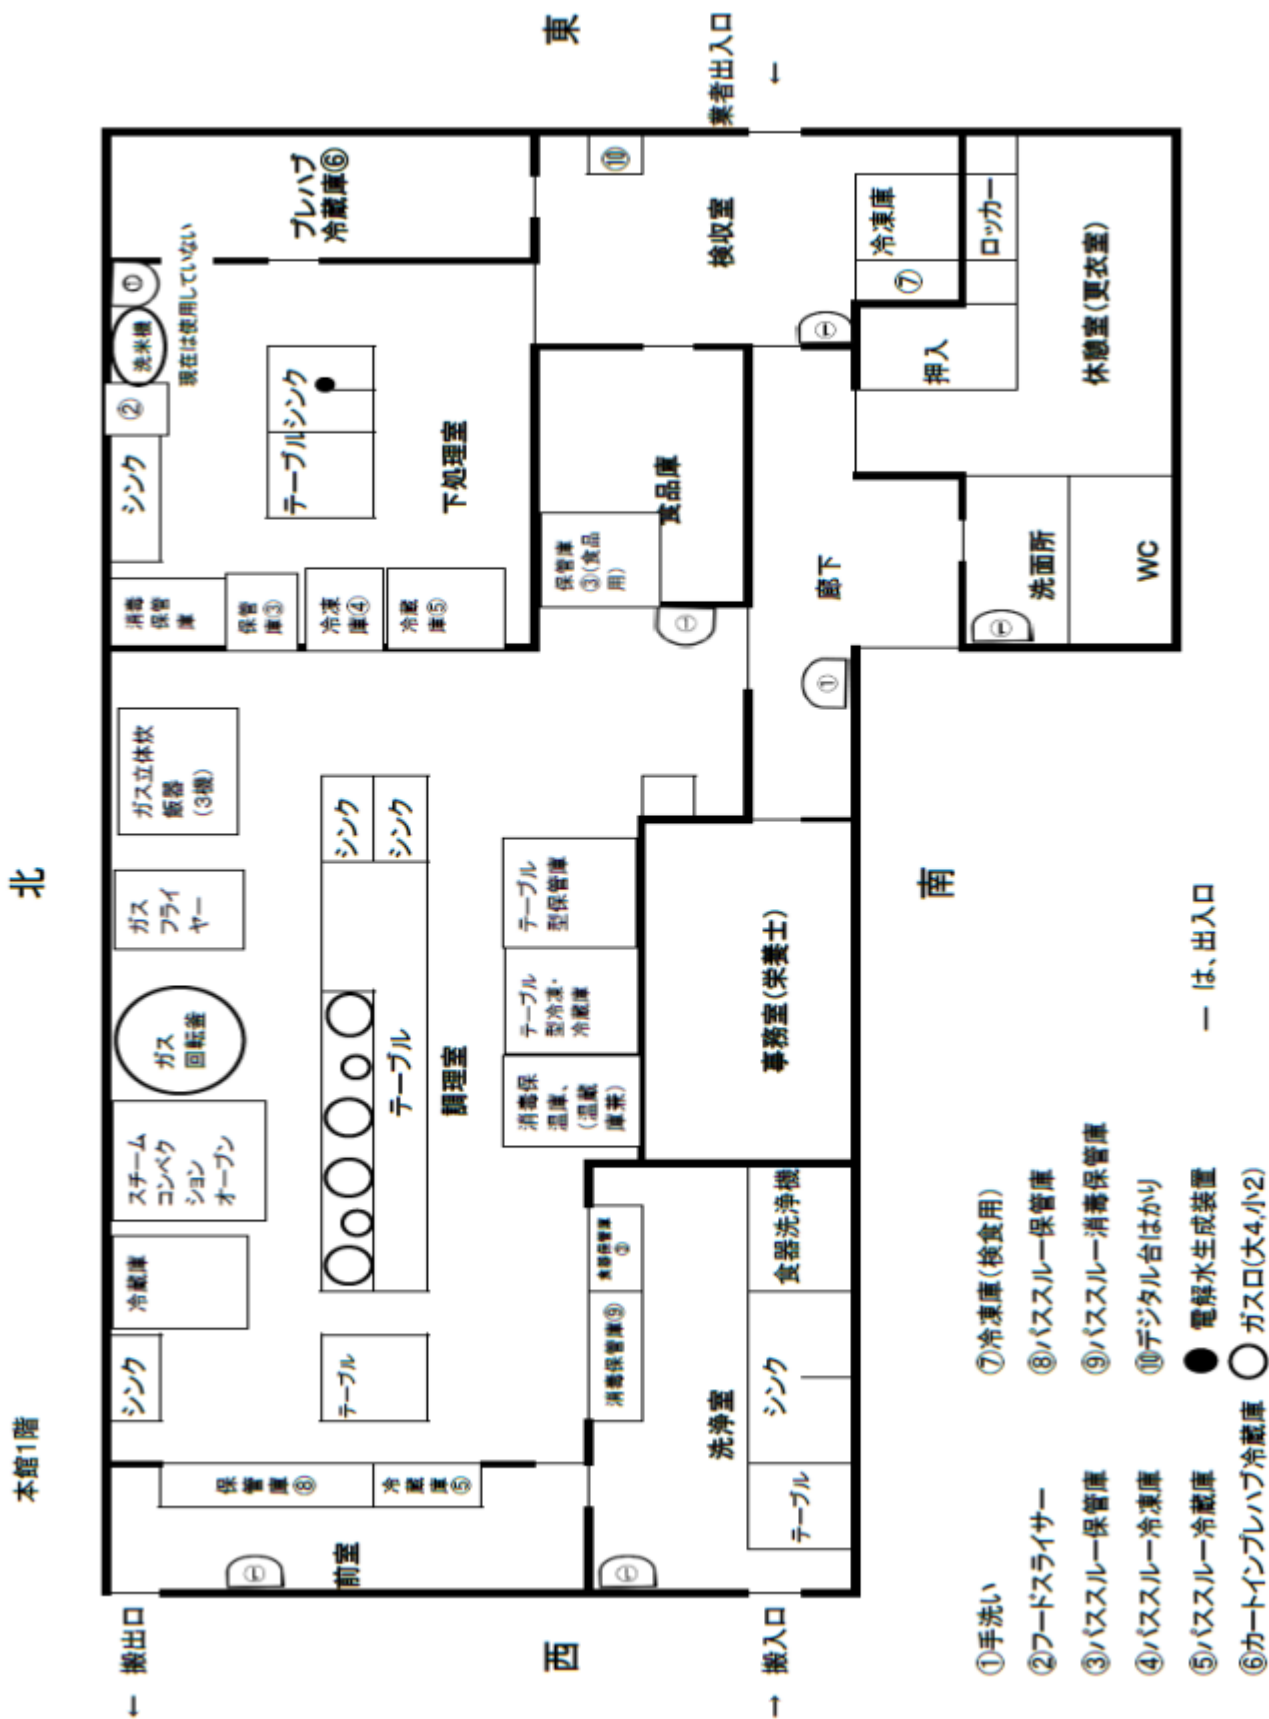 本館1階
北
東
西
南
← 搬出口
→ 搬入口
業者出入口
←
シンク
冷蔵庫
スチーム
コンベク
ション
オーブン
ガス
回転釜
ガス
フライ
ヤー
ガス立体炊
飯器
(3機)
消毒
保管
庫
シンク
②
洗米機
①
現在は使用していない
プレハブ
冷蔵庫⑥
保管
庫③
冷凍
庫④
冷蔵
庫⑤
テーブル
シンク
下処理室
保管
管
庫⑧
冷
蔵
庫⑤
①
前室
テーブル
シンク
シンク
テーブル
調理室
消毒保
温庫、
(温蔵
庫兼)
テーブル
型冷凍・
冷蔵庫
テーブル
型保管庫
保管庫
③(食品
用)
食品庫
①
⑩
検収室
消毒保管庫⑨
食器保管庫
③
①
洗浄室
テーブル
シンク
食器洗浄機
事務室(栄養士)
①
廊下
①
⑦
冷凍庫
押入
ロッカー
①
洗面所
WC
休憩室(更衣室)
①手洗い
②フードスライサー
③パススルー保管庫
④パススルー冷凍庫
⑤パススルー冷蔵庫
⑥カートインプレハブ冷蔵庫
⑦冷凍庫(検食用)
⑧パススルー保管庫
⑨パススルー消毒保管庫
⑩デジタル台はかり
電解水生成装置
ガス口(大4,小2)
― は、出入口